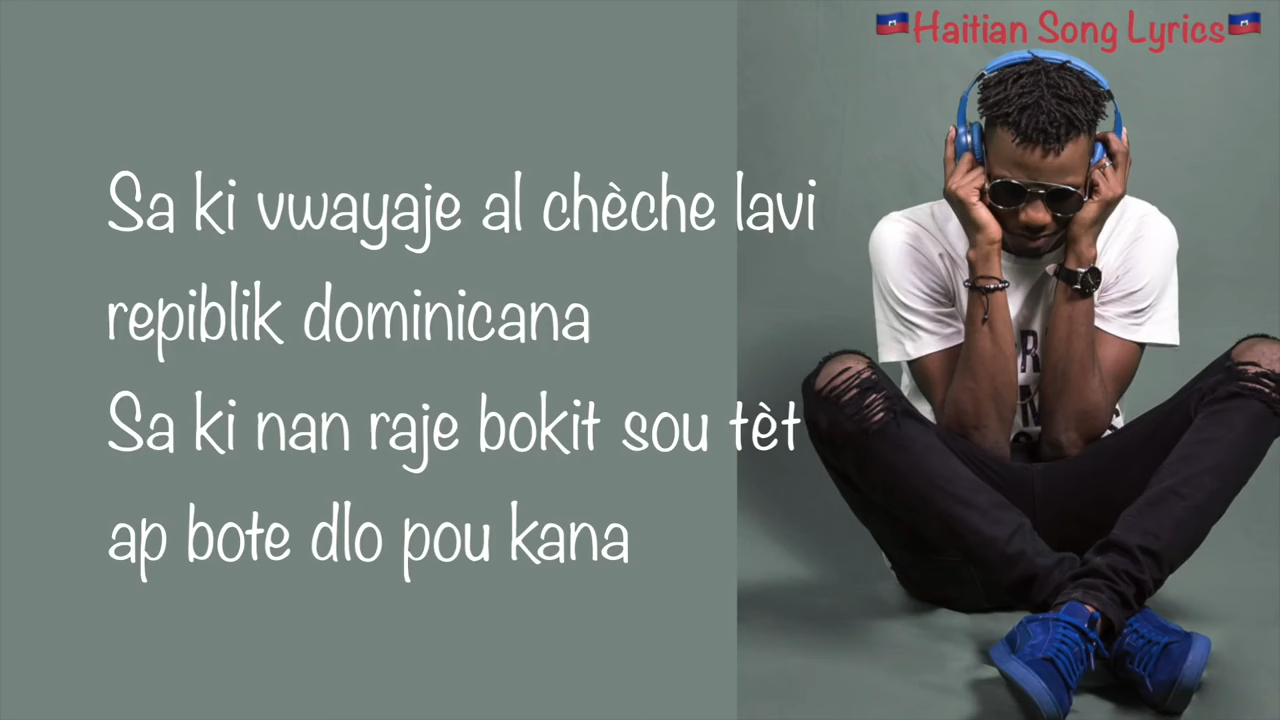 🇭🇹Haitian Song Lyrics🇭🇹
Sa ki vwayaje al chèche lavi
repiblik dominicana
Sa ki nan raje bokit sou tèt
ap bote dlo pou kana